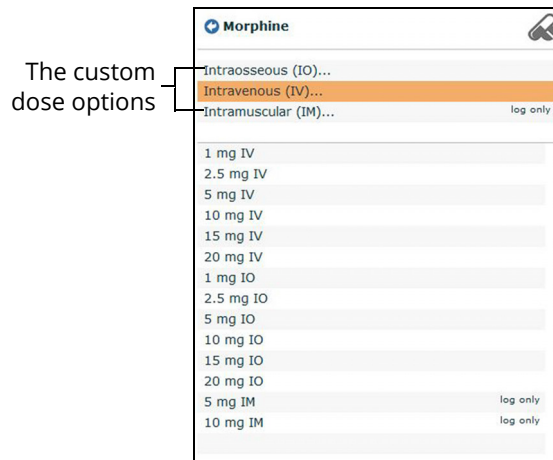 Morphine
The custom
dose options
Intraosseous (IO)...
Intravenous (IV)...
Intramuscular (IM)... log only
1 mg IV
2.5 mg IV
5 mg IV
10 mg IV
15 mg IV
20 mg IV
1 mg IO
2.5 mg IO
5 mg IO
10 mg IO
15 mg IO
20 mg IO
5 mg IM log only
10 mg IM log only